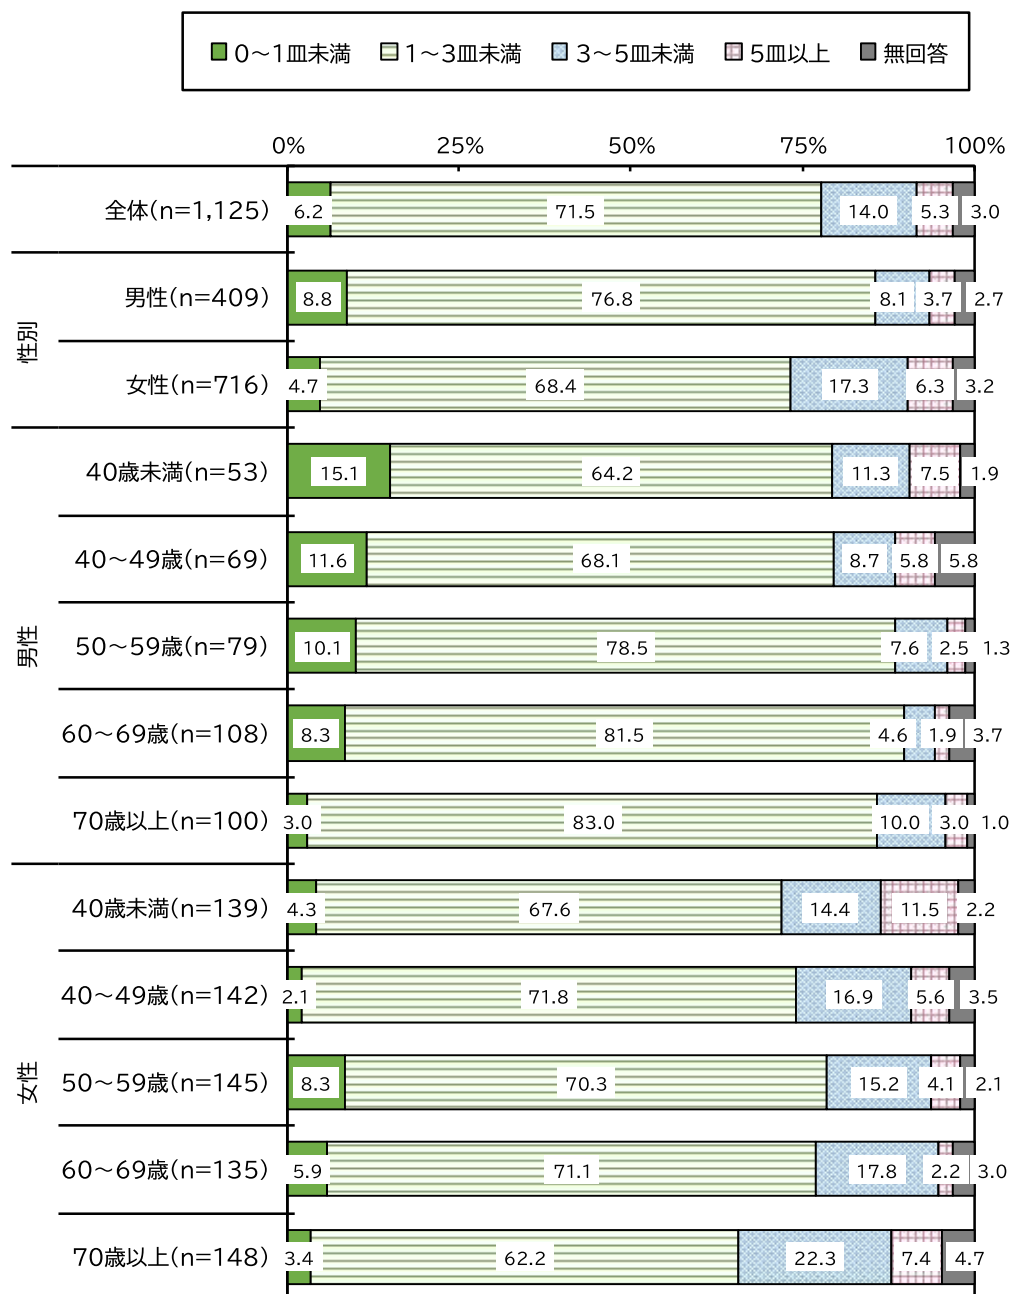 0～1皿未満 1～3皿未満 3～5皿未満 5皿以上 無回答
0% 25% 50% 75% 100%
全体(n=1,125) 6.2 71.5 14.0 5.3 3.0
性別
男性(n=409) 8.8 76.8 8.1 3.7 2.7
女性(n=716) 4.7 68.4 17.3 6.3 3.2
男性
40歳未満(n=53) 15.1 64.2 11.3 7.5 1.9
40～49歳(n=69) 11.6 68.1 8.7 5.8 5.8
50～59歳(n=79) 10.1 78.5 7.6 2.5 1.3
60～69歳(n=108) 8.3 81.5 4.6 1.9 3.7
70歳以上(n=100) 3.0 83.0 10.0 3.0 1.0
女性
40歳未満(n=139) 4.3 67.6 14.4 11.5 2.2
40～49歳(n=142) 2.1 71.8 16.9 5.6 3.5
50～59歳(n=145) 8.3 70.3 15.2 4.1 2.1
60～69歳(n=135) 5.9 71.1 17.8 2.2 3.0
70歳以上(n=148) 3.4 62.2 22.3 7.4 4.7